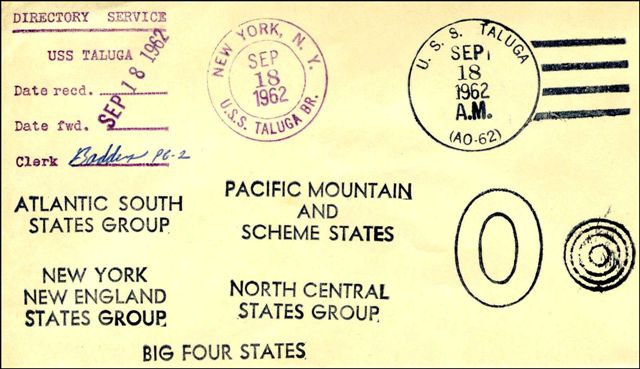 DIRECTORY SERVICE
USS TALUGA
SEP 18 1962
Date recd.
Date fwd.
Clerk Badders PC-2
NEW YORK, N. Y.
SEP
18
1962
U.S.S. TALUGA BR.
U. S. S. TALUGA
SEP
18
1962
A.M.
(AO-62)
ATLANTIC SOUTH
STATES GROUP
PACIFIC MOUNTAIN
AND
SCHEME STATES
NEW YORK
NEW ENGLAND
STATES GROUP
NORTH CENTRAL
STATES GROUP
BIG FOUR STATES
O